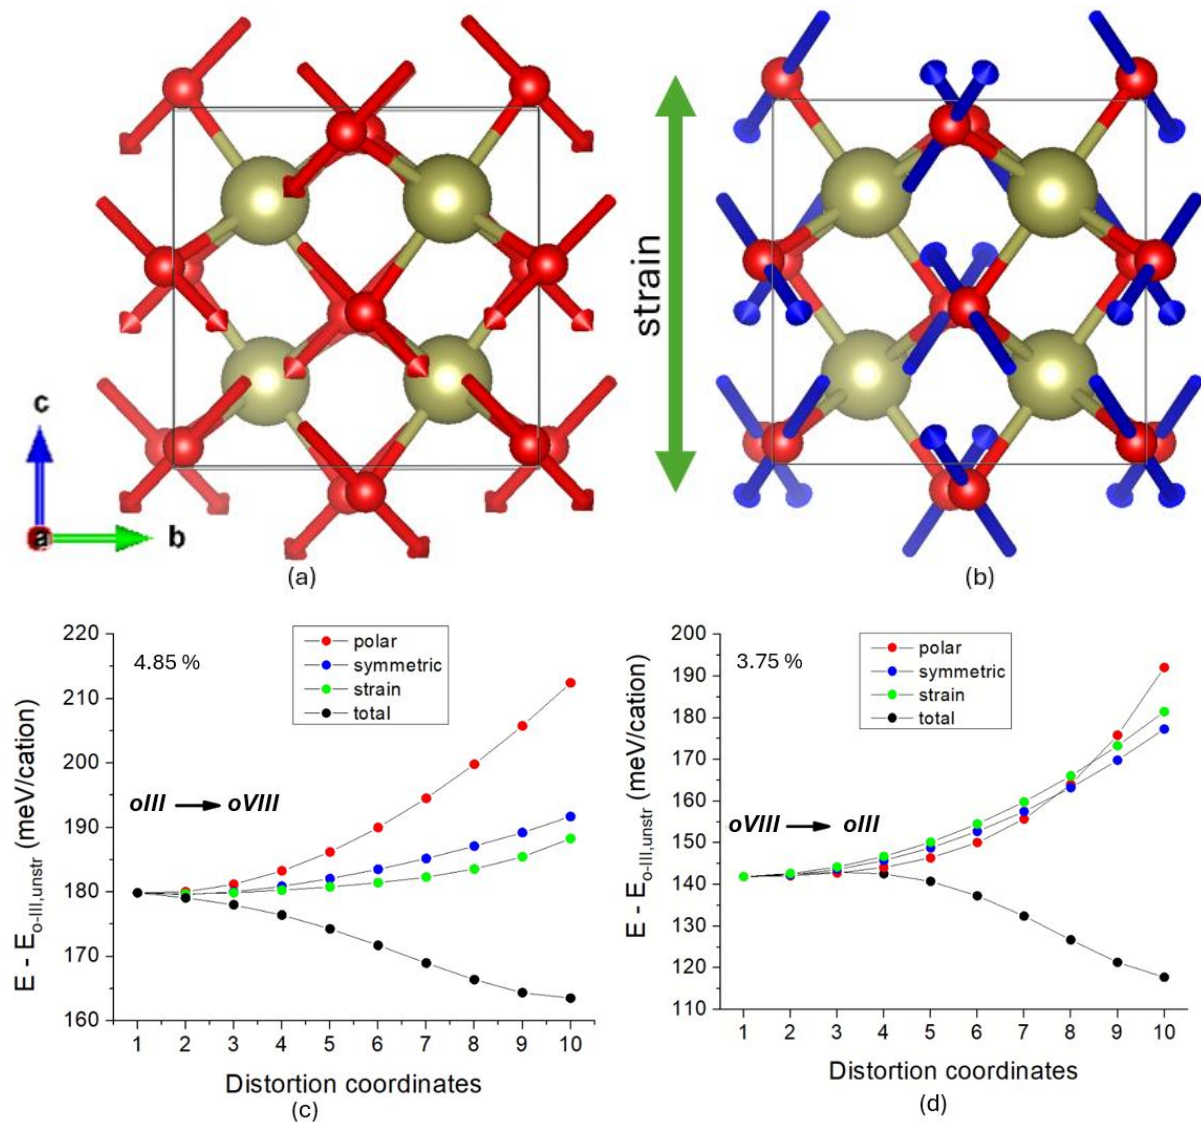 strain
c
a
b
(a)
(b)
220
210
200
190
180
170
160
E - E_o-III,unstr (meV/cation)
4.85 %
polar
symmetric
strain
total
oIII → oVIII
1 2 3 4 5 6 7 8 9 10
Distortion coordinates
(c)
200
190
180
170
160
150
140
130
120
110
E - E_o-III,unstr (meV/cation)
3.75 %
polar
symmetric
strain
total
oVIII → oIII
1 2 3 4 5 6 7 8 9 10
Distortion coordinates
(d)